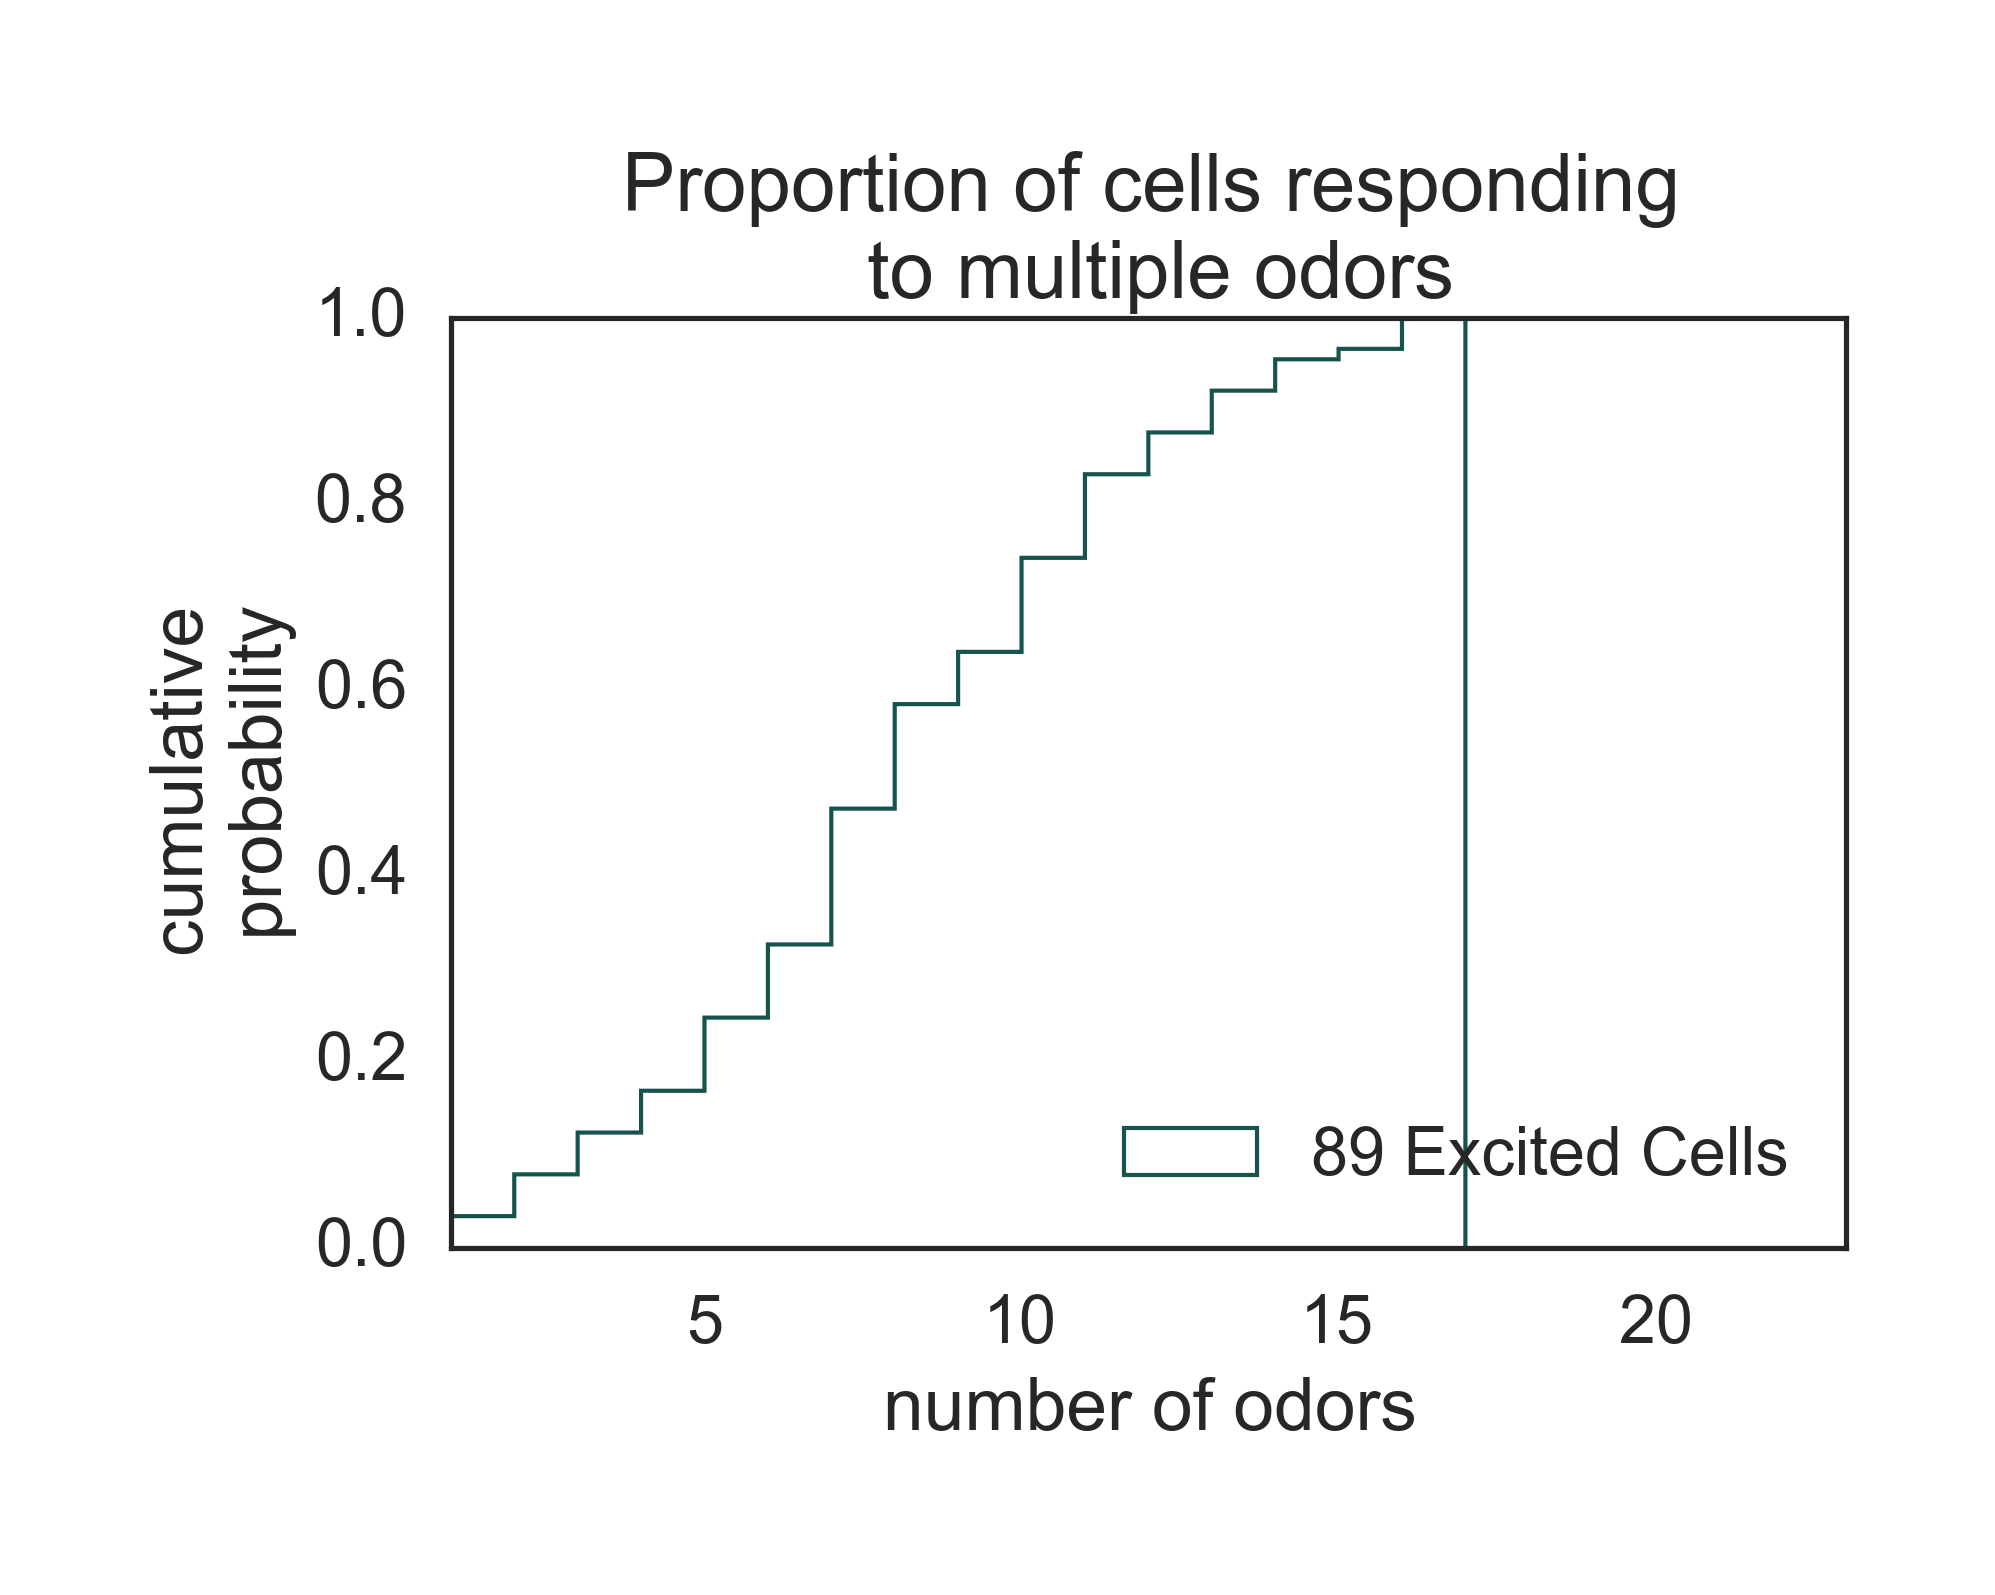 Proportion of cells responding
to multiple odors
1.0
0.8
0.6
0.4
0.2
0.0
cumulative
probability
89 Excited Cells
5 10 15 20
number of odors